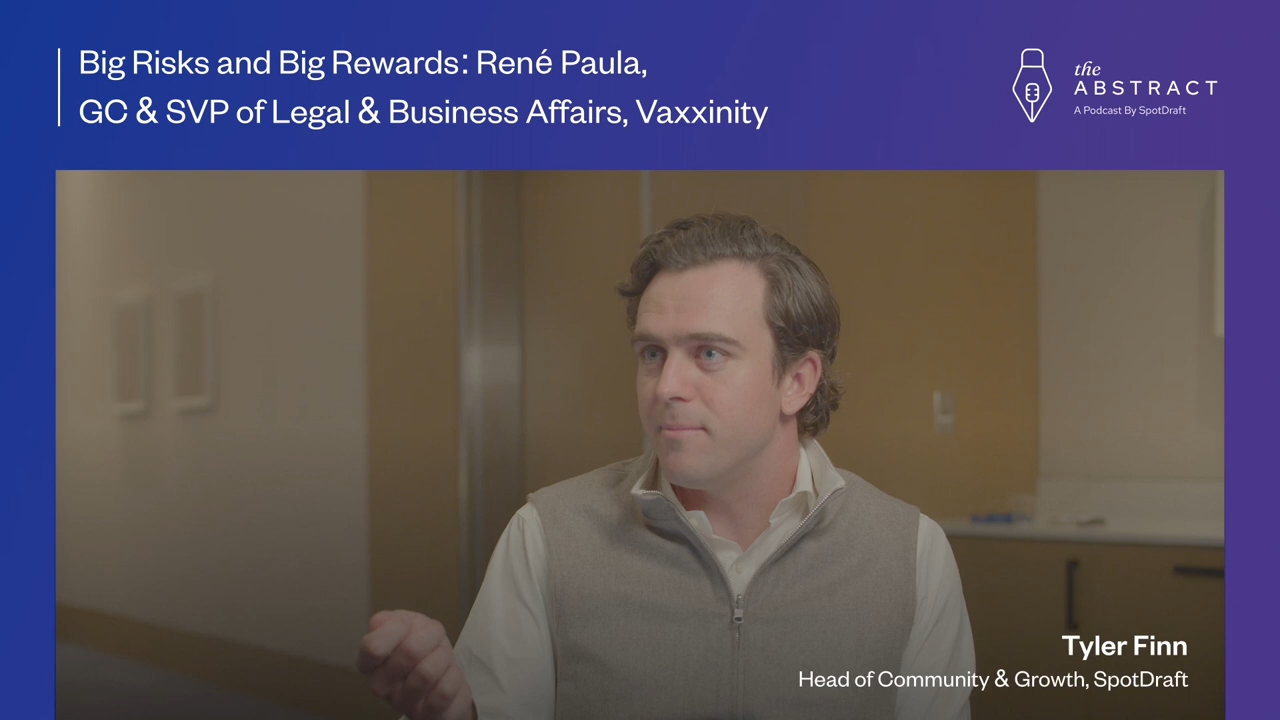 Big Risks and Big Rewards: René Paula,
GC & SVP of Legal & Business Affairs, Vaxxinity
the
ABSTRACT
A Podcast By SpotDraft
Tyler Finn
Head of Community & Growth, SpotDraft